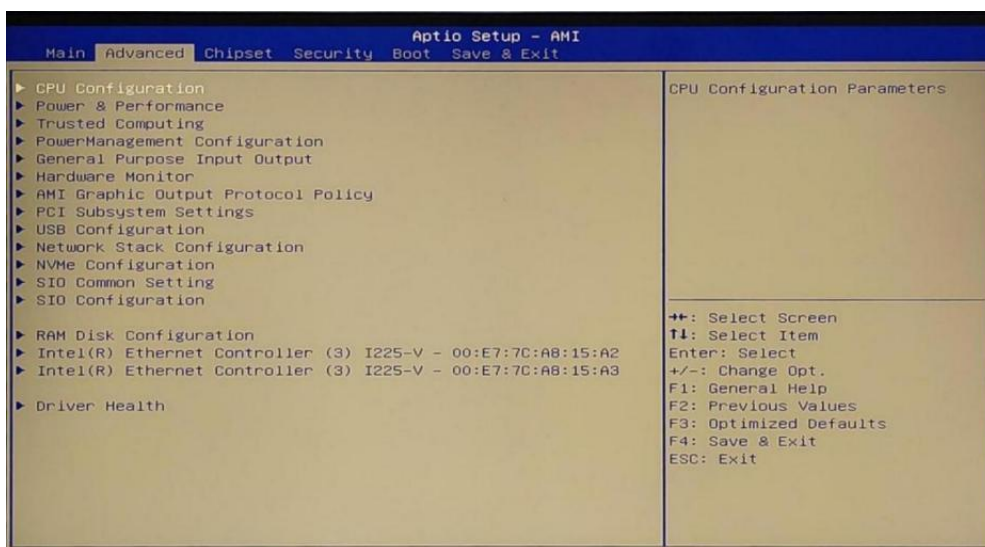 Aptio Setup - AMI
Main Advanced Chipset Security Boot Save & Exit
▶ CPU Configuration
▶ Power & Performance
▶ Trusted Computing
▶ PowerManagement Configuration
▶ General Purpose Input Output
▶ Hardware Monitor
▶ AMI Graphic Output Protocol Policy
▶ PCI Subsystem Settings
▶ USB Configuration
▶ Network Stack Configuration
▶ NVMe Configuration
▶ SIO Common Setting
▶ SIO Configuration
▶ RAM Disk Configuration
▶ Intel(R) Ethernet Controller (3) I225-V - 00:E7:7C:A8:15:A2
▶ Intel(R) Ethernet Controller (3) I225-V - 00:E7:7C:A8:15:A3
▶ Driver Health
CPU Configuration Parameters
→←: Select Screen
↑↓: Select Item
Enter: Select
+/-: Change Opt.
F1: General Help
F2: Previous Values
F3: Optimized Defaults
F4: Save & Exit
ESC: Exit